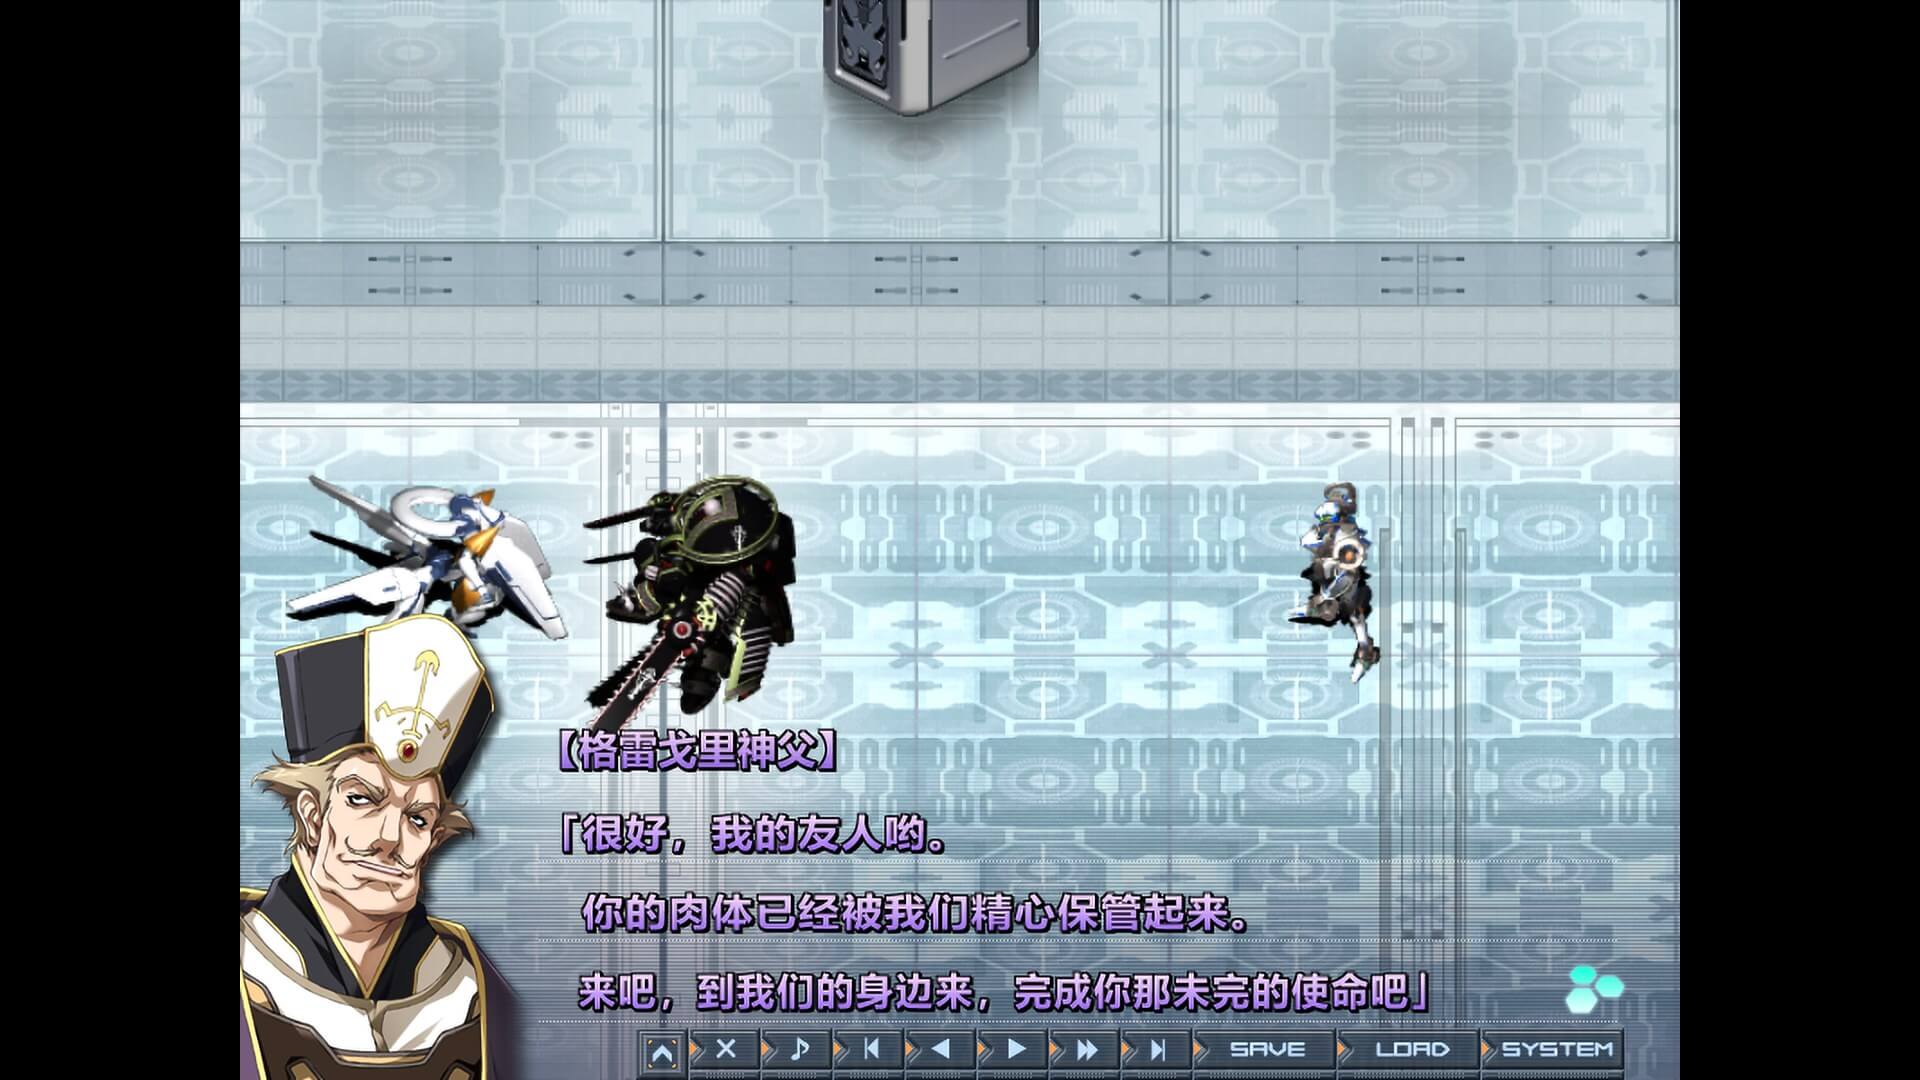 【格雷戈里神父】
「很好，我的友人哟。
你的肉体已经被我们精心保管起来。
来吧，到我们的身边来，完成你那未完的使命吧」
SAVE LOAD SYSTEM